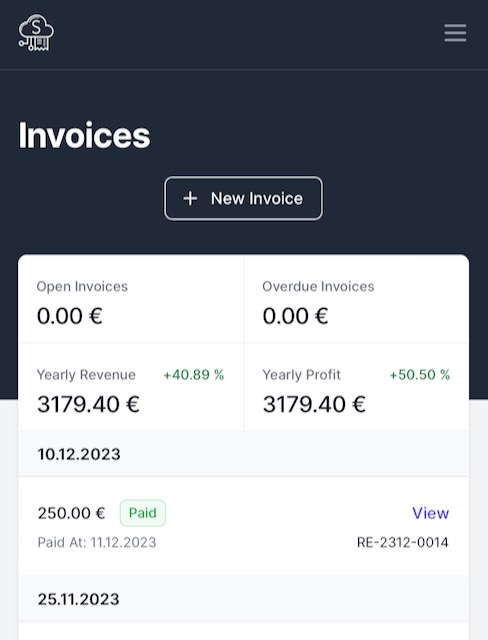 S
Invoices
+ New Invoice
Open Invoices
0.00 €
Overdue Invoices
0.00 €
Yearly Revenue +40.89 %
3179.40 €
Yearly Profit +50.50 %
3179.40 €
10.12.2023
250.00 € Paid View
Paid At: 11.12.2023 RE-2312-0014
25.11.2023